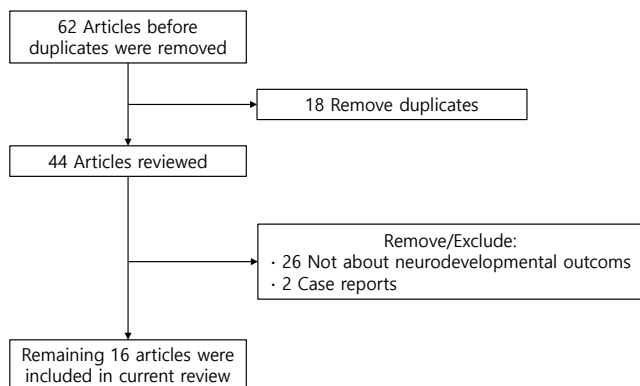 62 Articles before
duplicates were removed
18 Remove duplicates
44 Articles reviewed
Remove/Exclude:
· 26 Not about neurodevelopmental outcoms
· 2 Case reports
Remaining 16 articles were
included in current review